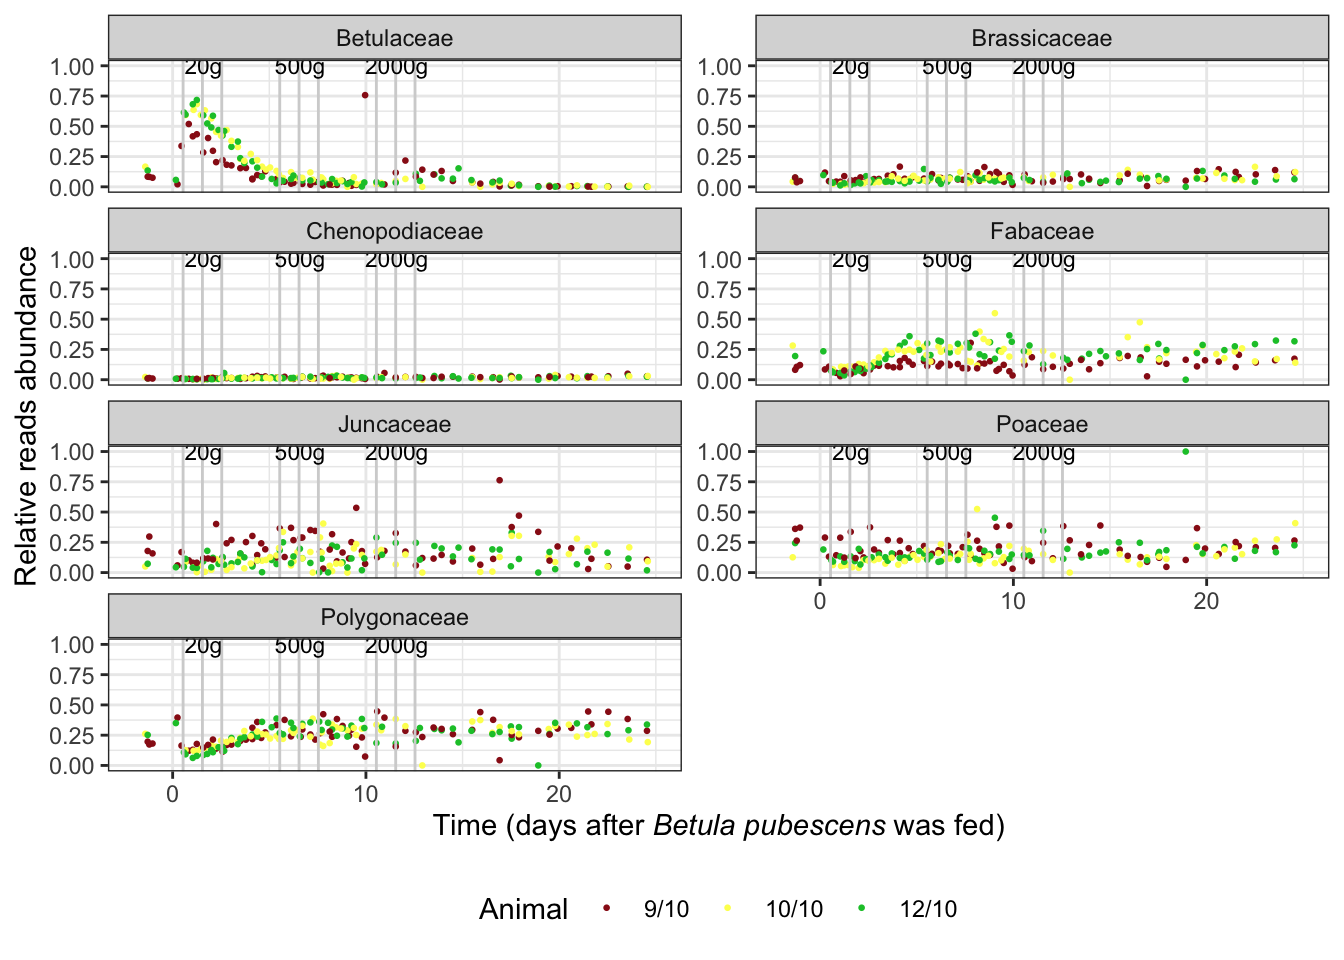 Betulaceae
Brassicaceae
1.00 20g 500g 2000g
0.75
0.50
0.25
0.00
1.00 20g 500g 2000g
0.75
0.50
0.25
0.00
Chenopodiaceae
Fabaceae
1.00 20g 500g 2000g
0.75
0.50
0.25
0.00
1.00 20g 500g 2000g
0.75
0.50
0.25
0.00
Juncaceae
Poaceae
1.00 20g 500g 2000g
0.75
0.50
0.25
0.00
1.00 20g 500g 2000g
0.75
0.50
0.25
0.00
0 10 20
Polygonaceae
1.00 20g 500g 2000g
0.75
0.50
0.25
0.00
0 10 20
Relative reads abundance
Time (days after Betula pubescens was fed)
Animal 9/10 10/10 12/10